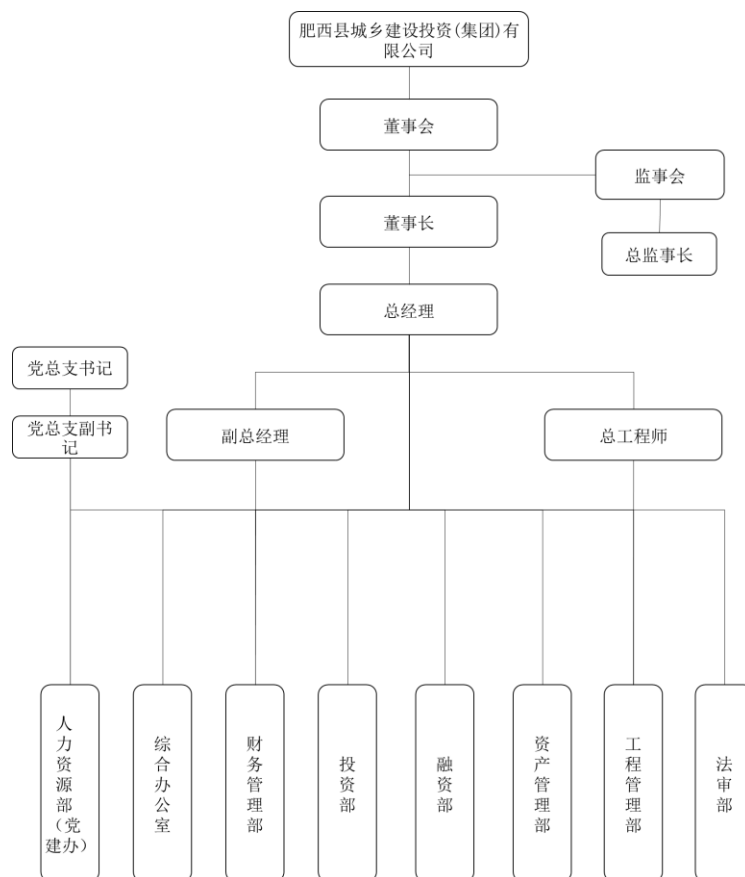 肥西县城乡建设投资(集团)有
限公司
董事会
监事会
董事长
总监事长
总经理
党总支书记
党总支副书
记
副总经理
总工程师
人力资源部（党建办）
综合办公室
财务管理部
投资部
融资部
资产管理部
工程管理部
法审部